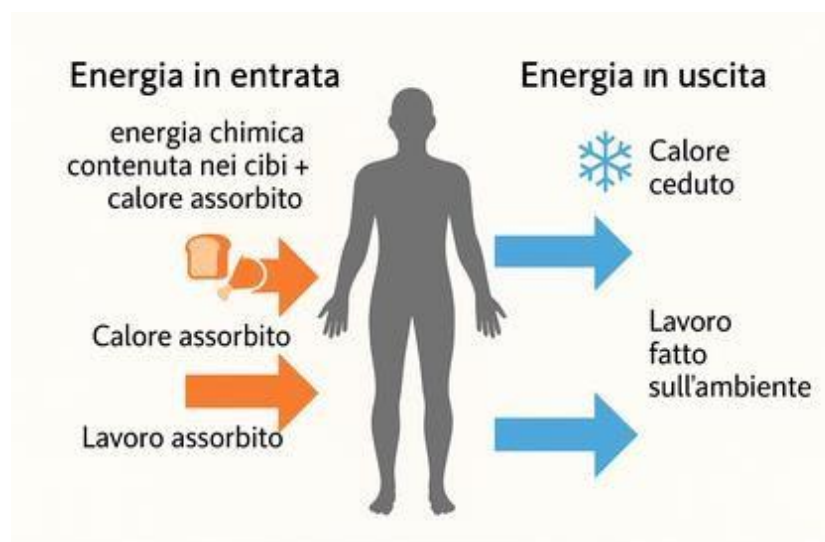 Energia in entrata
energia chimica
contenuta nei cibi +
calore assorbito
Calore assorbito
Lavoro assorbito
Energia ın uscita
Calore
ceduto
Lavoro
fatto
sull'ambiente